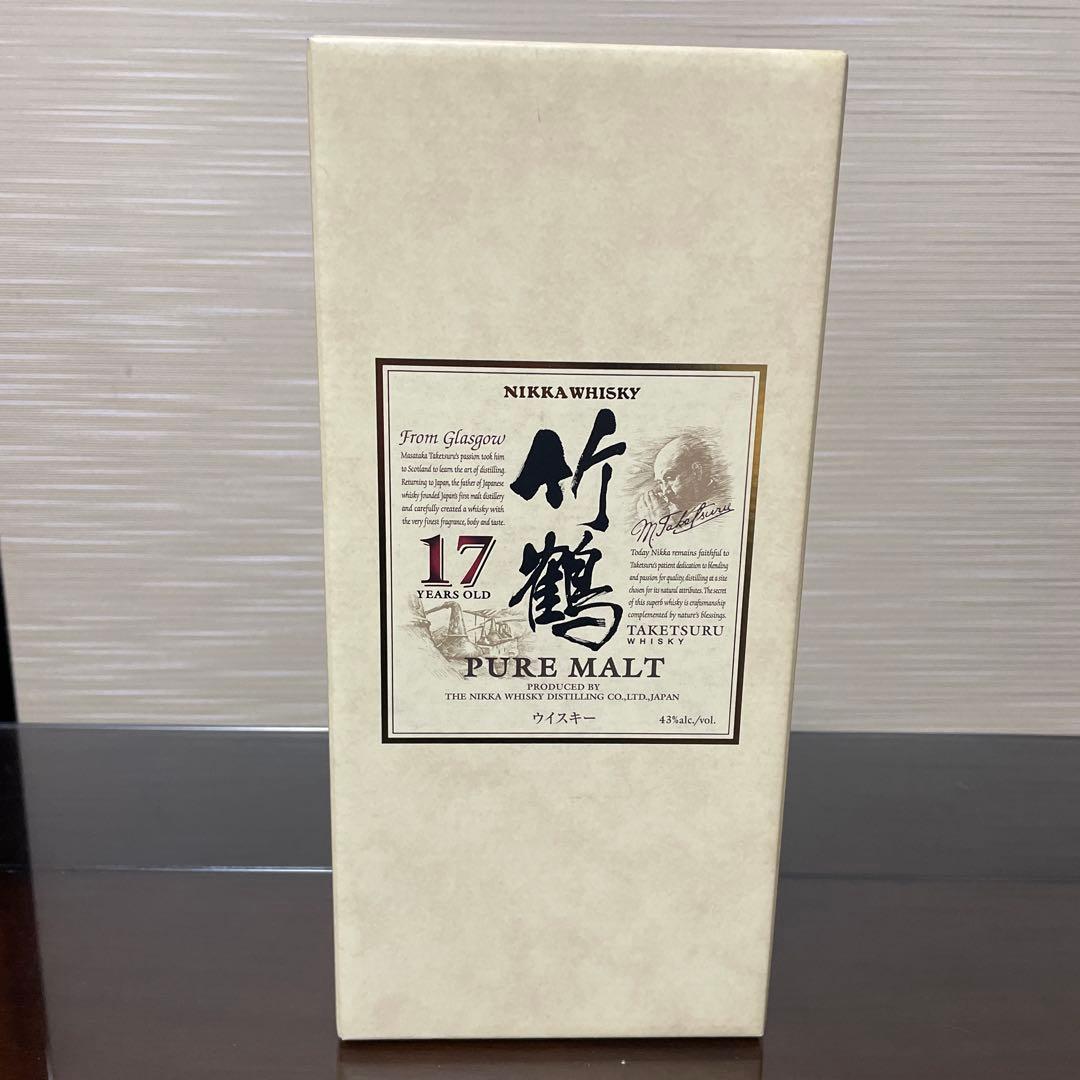 NIKKA WHISKY
From Glasgow
Masataka Taketsuru's passion took him
to Scotland to learn the art of distilling.
Returning to Japan, the father of Japanese
whisky founded Japan's first malt distillery
and carefully created a whisky with
the very finest fragrance, body and taste.
17
YEARS OLD
竹鶴
M. Taketsuru
Today Nikka remains faithful to
Taketsuru's patient dedication to blending
and passion for quality, distilling at a site
chosen for its natural attributes. The secret
of this superb whisky is craftsmanship
complemented by nature's blessings.
TAKETSURU
WHISKY
PURE MALT
PRODUCED BY
THE NIKKA WHISKY DISTILLING CO.,LTD.,JAPAN
ウイスキー
43%alc./vol.